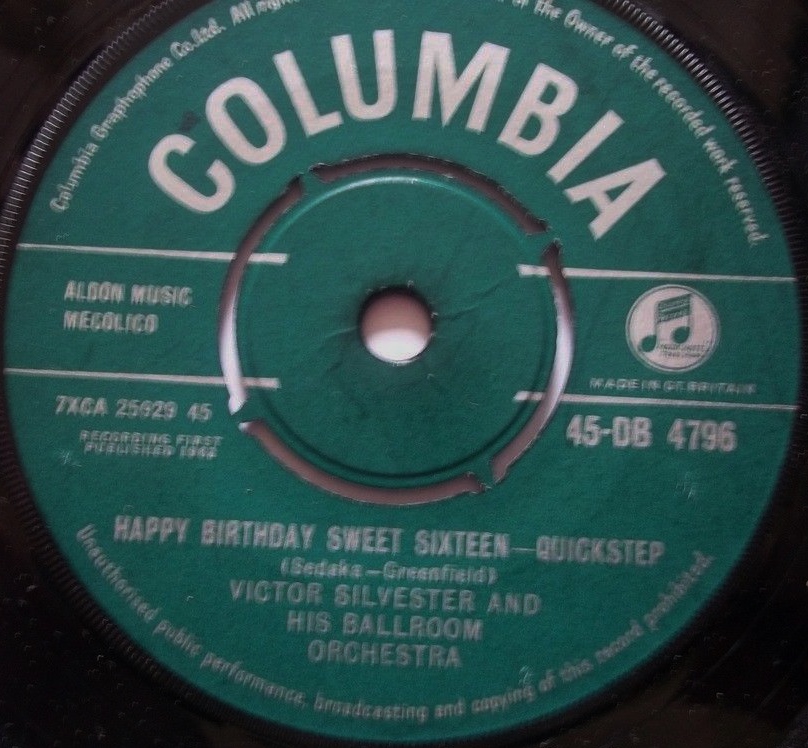 Columbia Graphophone Co. Ltd. All
of the Owner of the recorded work reserved.
COLUMBIA
ALDON MUSIC
MECOLICO
MADE IN GT. BRITAIN
7XCA 25929 45
45-DB 4796
RECORDING FIRST
PUBLISHED 1962
HAPPY BIRTHDAY SWEET SIXTEEN—QUICKSTEP
(Sedaka—Greenfield)
VICTOR SILVESTER AND
HIS BALLROOM
ORCHESTRA
Unauthorised public performance, broadcasting and copying of this record prohibited.